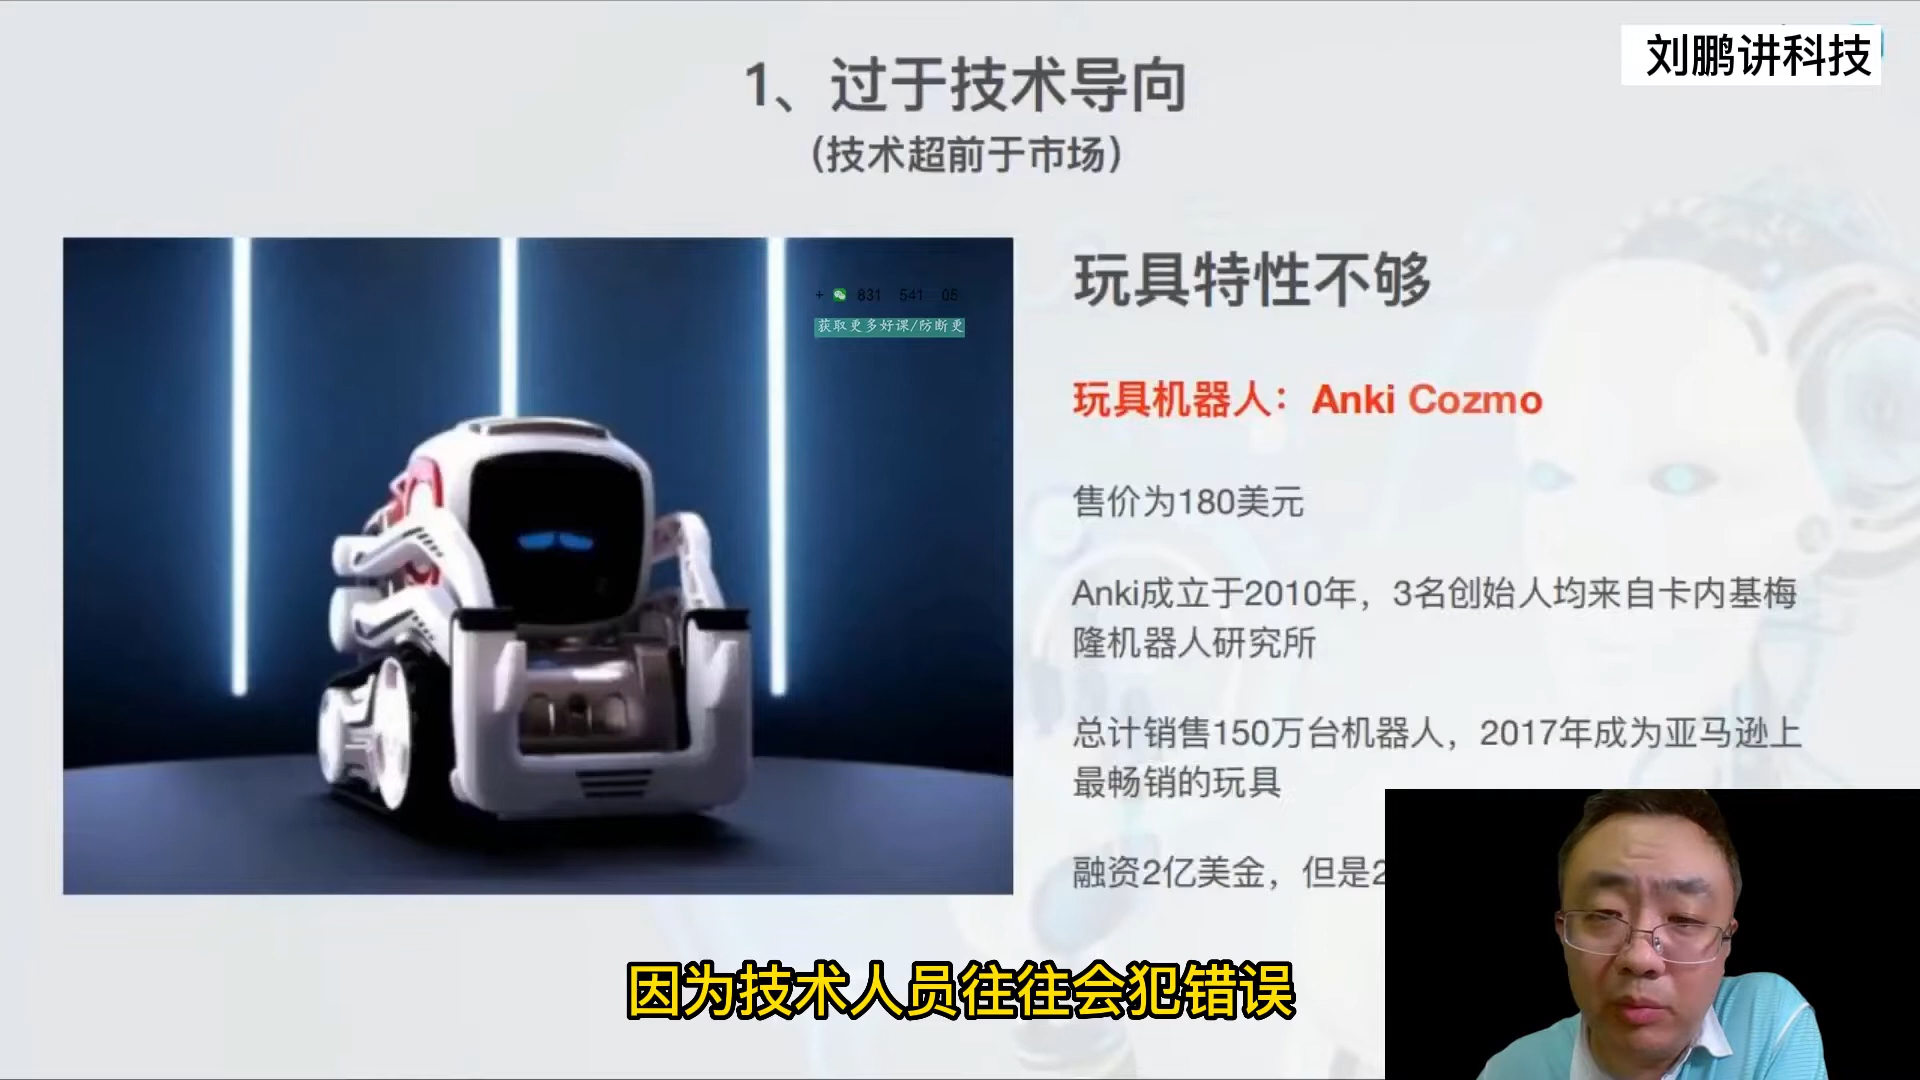 刘鹏讲科技
1、过于技术导向
（技术超前于市场）
+ 831 541 05
获取更多好课/防断更
玩具特性不够
玩具机器人：Anki Cozmo
售价为180美元
Anki成立于2010年，3名创始人均来自卡内基梅
隆机器人研究所
总计销售150万台机器人，2017年成为亚马逊上
最畅销的玩具
融资2亿美金，但是2
因为技术人员往往会犯错误